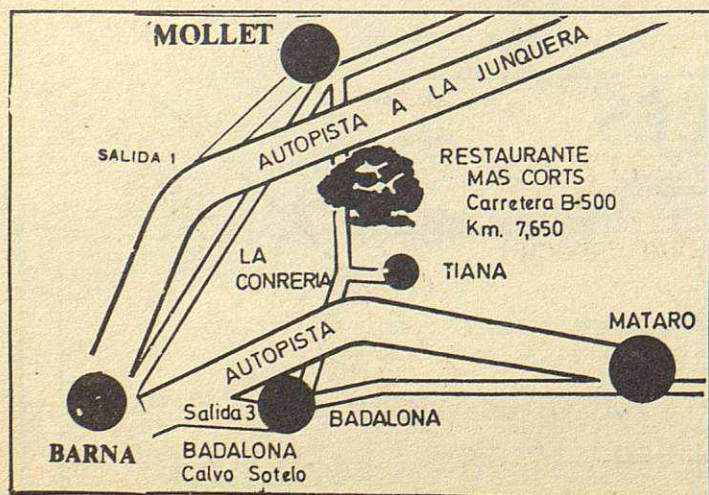 MOLLET
AUTOPISTA A LA JUNQUERA
SALIDA 1
RESTAURANTE
MAS CORTS
Carretera B-500
Km. 7,650
LA
CONRERIA
TIANA
AUTOPISTA
MATARO
Salida 3
BADALONA
BARNA
BADALONA
Calvo Sotelo